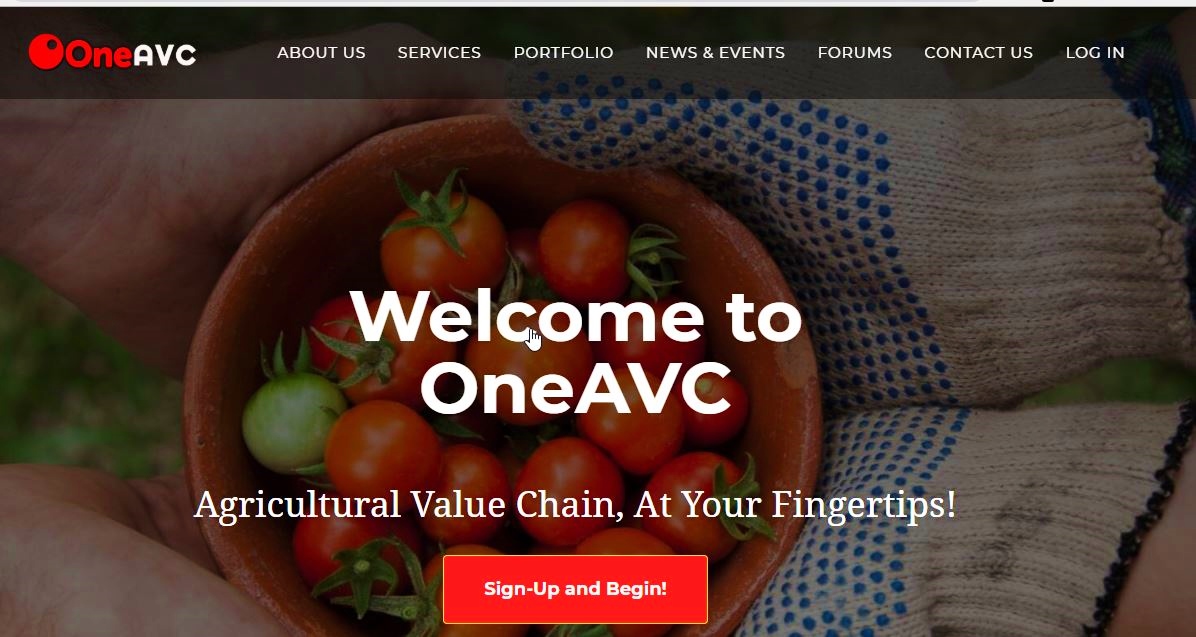 OneAVC
ABOUT US SERVICES PORTFOLIO NEWS & EVENTS FORUMS CONTACT US LOG IN
Welcome to
OneAVC
Agricultural Value Chain, At Your Fingertips!
Sign-Up and Begin!